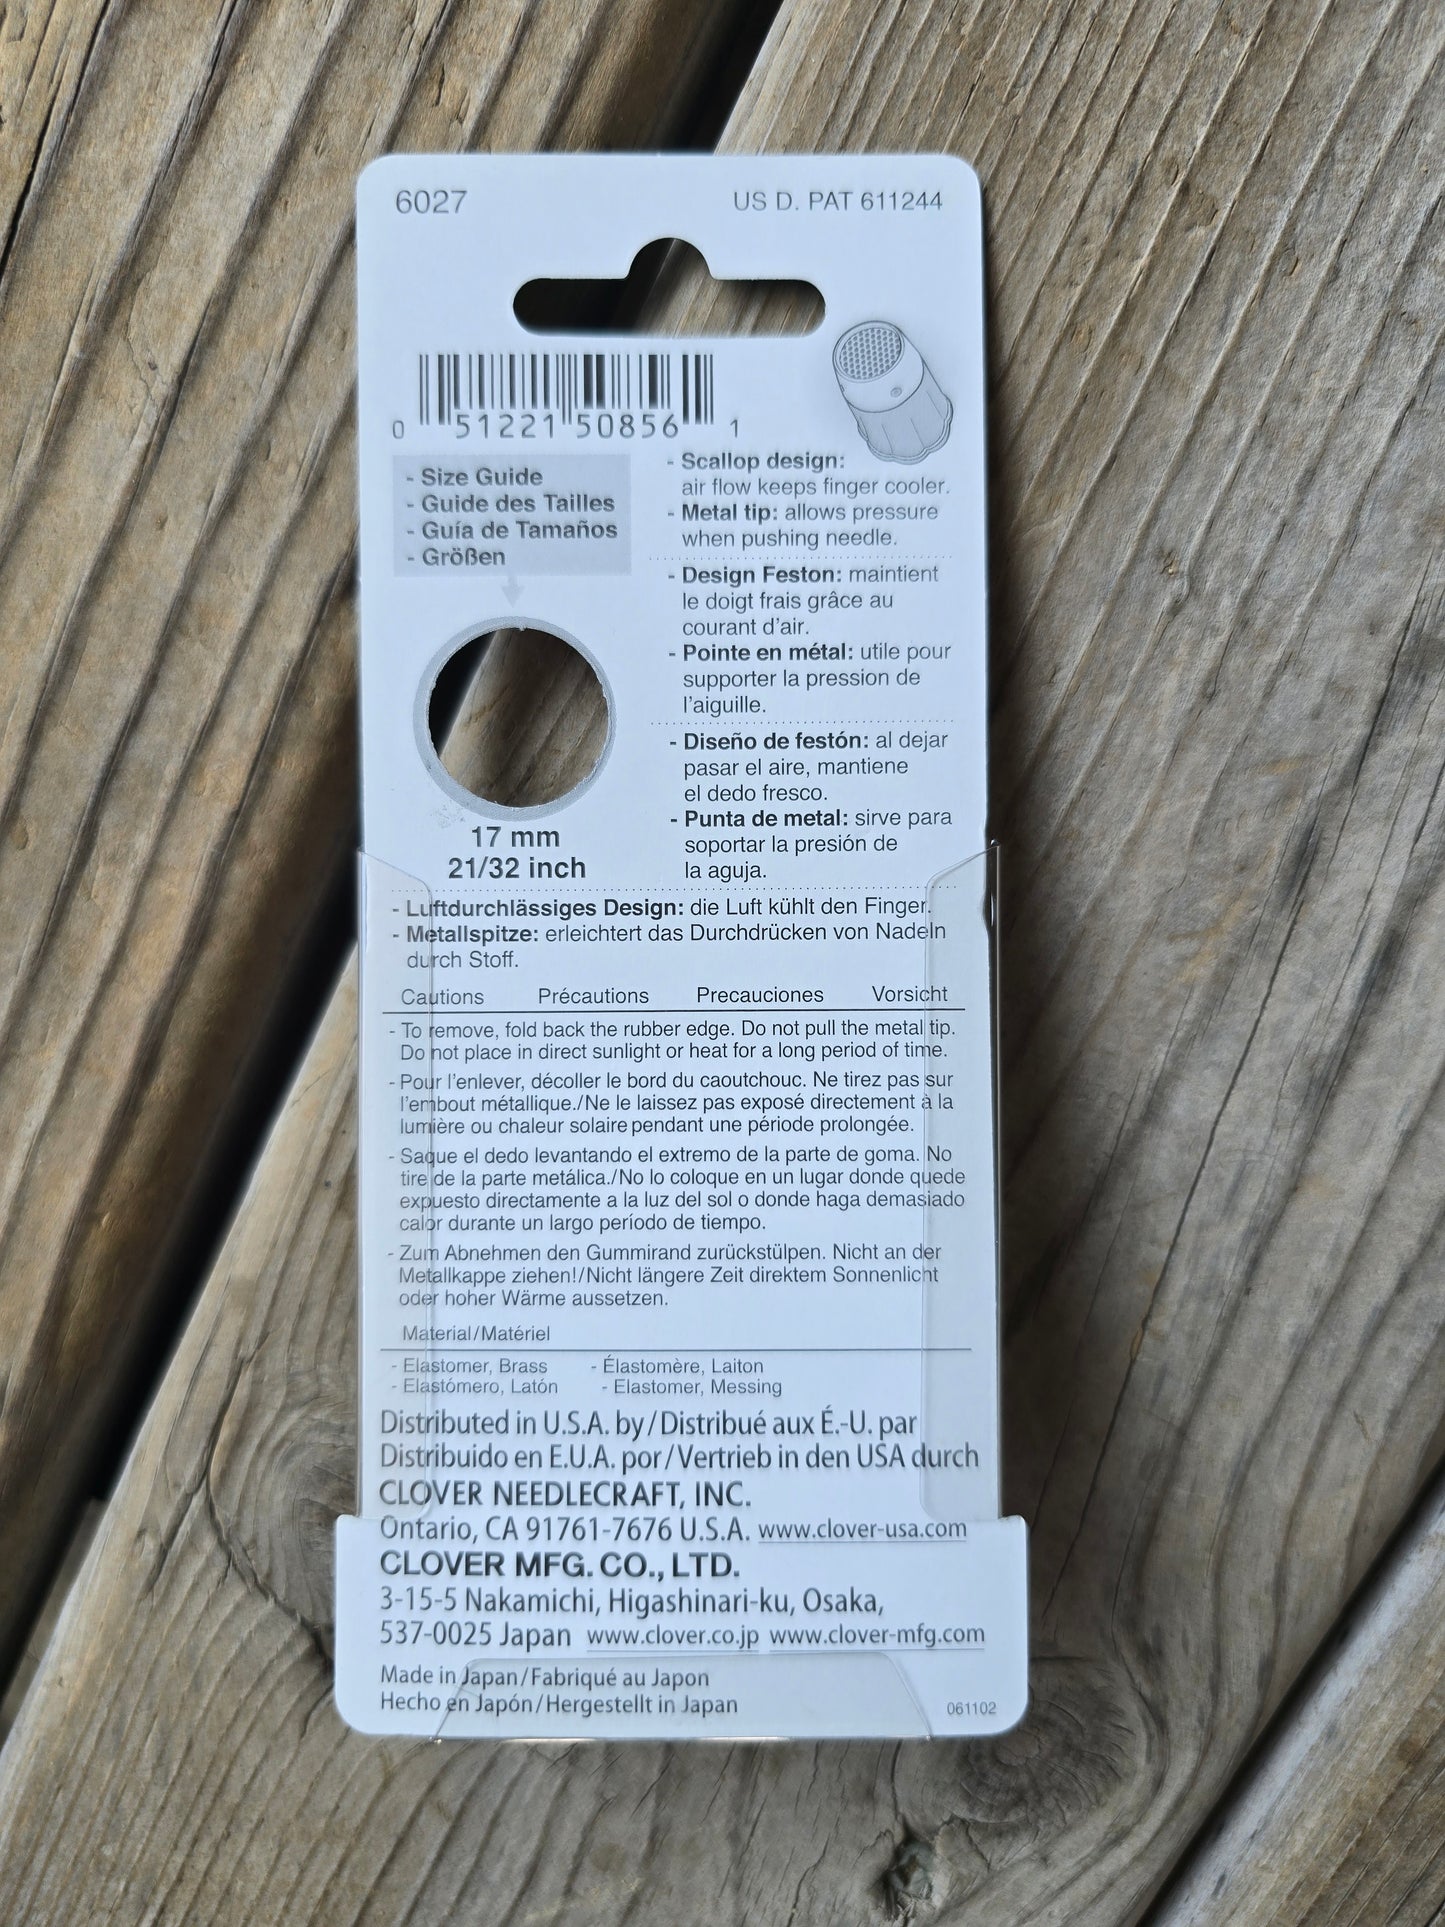 6027
US D. PAT 611244
0 51221 50856 1
- Size Guide
- Guide des Tailles
- Guía de Tamaños
- Größen
17 mm
21/32 inch
- Scallop design:
air flow keeps finger cooler.
- Metal tip: allows pressure
when pushing needle.
- Design Feston: maintient
le doigt frais grâce au
courant d'air.
- Pointe en métal: utile pour
supporter la pression de
l'aiguille.
- Diseño de festón: al dejar
pasar el aire, mantiene
el dedo fresco.
- Punta de metal: sirve para
soportar la presión de
la aguja.
- Luftdurchlässiges Design: die Luft kühlt den Finger.
- Metallspitze: erleichtert das Durchdrücken von Nadeln
durch Stoff.
Cautions Précautions Precauciones Vorsicht
- To remove, fold back the rubber edge. Do not pull the metal tip.
Do not place in direct sunlight or heat for a long period of time.
- Pour l'enlever, décoller le bord du caoutchouc. Ne tirez pas sur
l'embout métallique./Ne le laissez pas exposé directement à la
lumière ou chaleur solaire pendant une période prolongée.
- Saque el dedo levantando el extremo de la parte de goma. No
tire de la parte metálica./No lo coloque en un lugar donde quede
expuesto directamente a la luz del sol o donde haga demasiado
calor durante un largo período de tiempo.
- Zum Abnehmen den Gummirand zurückstülpen. Nicht an der
Metallkappe ziehen!/Nicht längere Zeit direktem Sonnenlicht
oder hoher Wärme aussetzen.
Material/Matériel
- Elastomer, Brass - Élastomère, Laiton
- Elastómero, Latón - Elastomer, Messing
Distributed in U.S.A. by/Distribué aux É.-U. par
Distribuido en E.U.A. por/Vertrieb in den USA durch
CLOVER NEEDLECRAFT, INC.
Ontario, CA 91761-7676 U.S.A. www.clover-usa.com
CLOVER MFG. CO., LTD.
3-15-5 Nakamichi, Higashinari-ku, Osaka,
537-0025 Japan www.clover.co.jp www.clover-mfg.com
Made in Japan/Fabriqué au Japon
Hecho en Japón/Hergestellt in Japan
061102